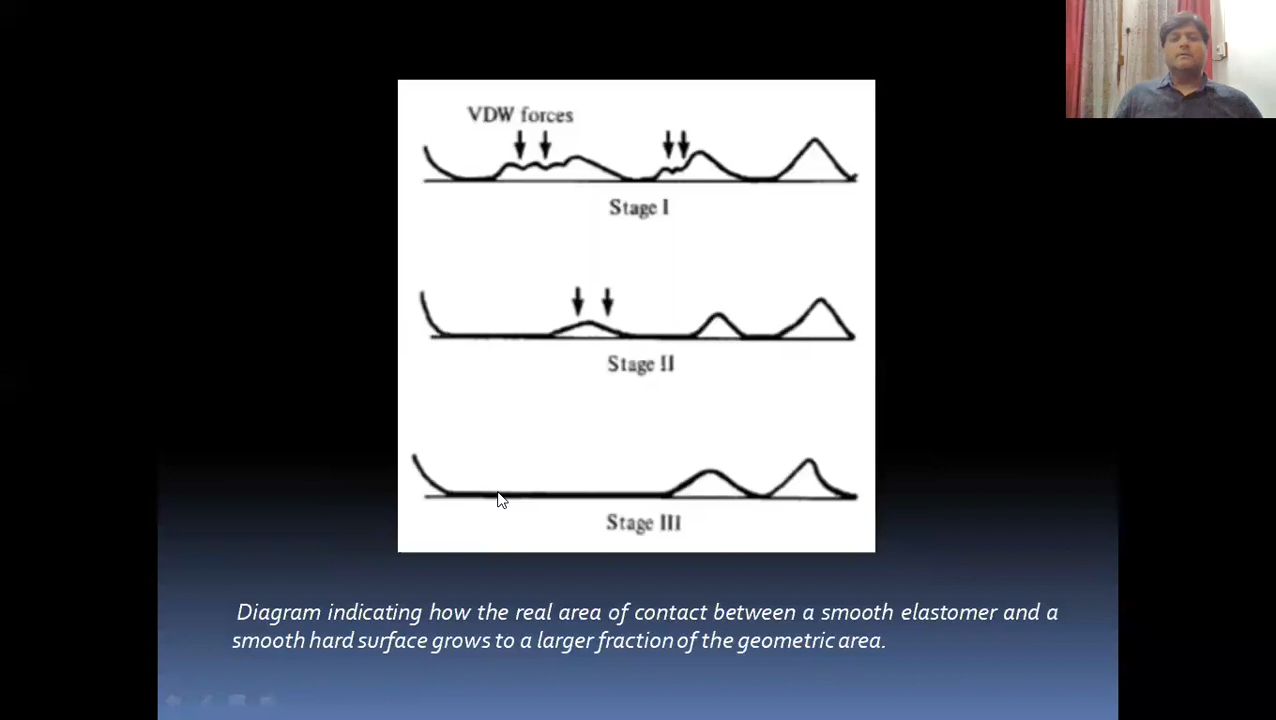 VDW forces
Stage I
Stage II
Stage III
Diagram indicating how the real area of contact between a smooth elastomer and a
smooth hard surface grows to a larger fraction of the geometric area.